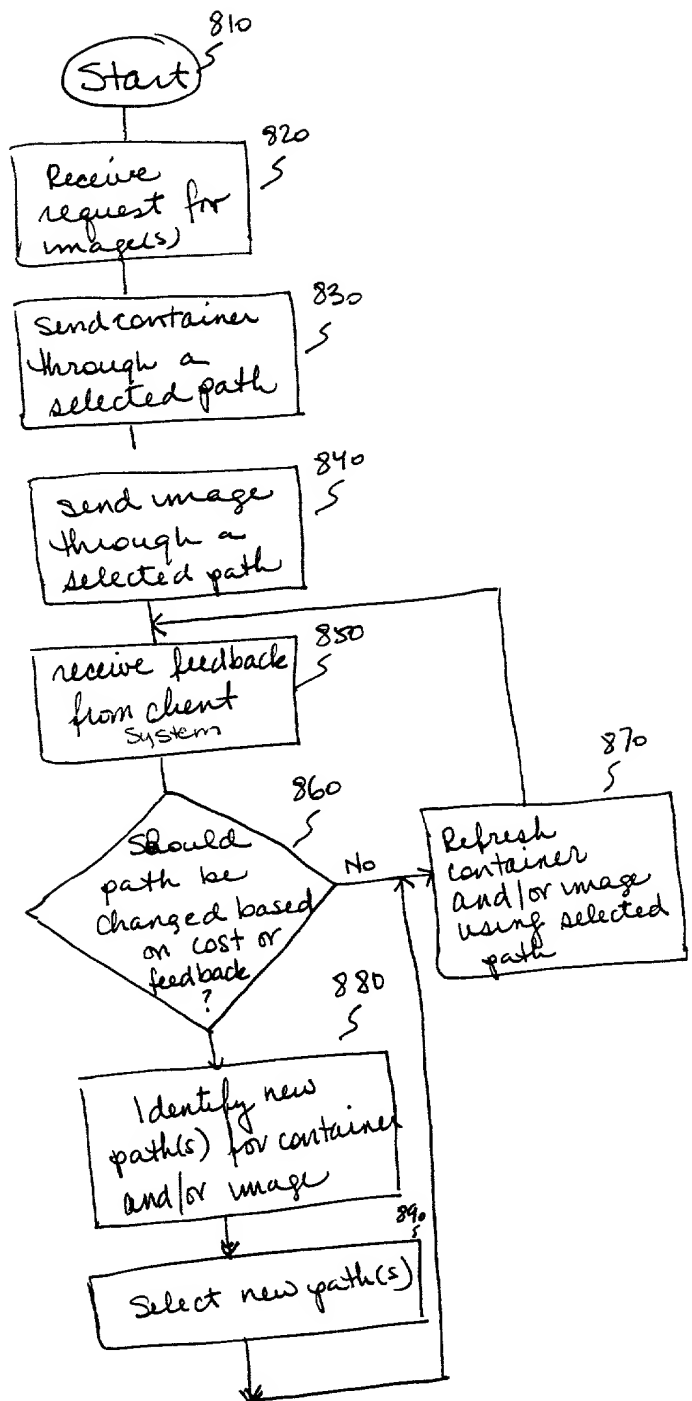 810
Start
820
Receive
request for
image(s)
830
send container
through a
selected path
840
send image
through a
selected path
850
receive feedback
from client
system
860
Should
path be
changed based
on cost or
feedback
?
No
870
Refresh
container
and/or image
using selected
path
880
Identify new
path(s) for container
and/or image
890
Select new path(s)